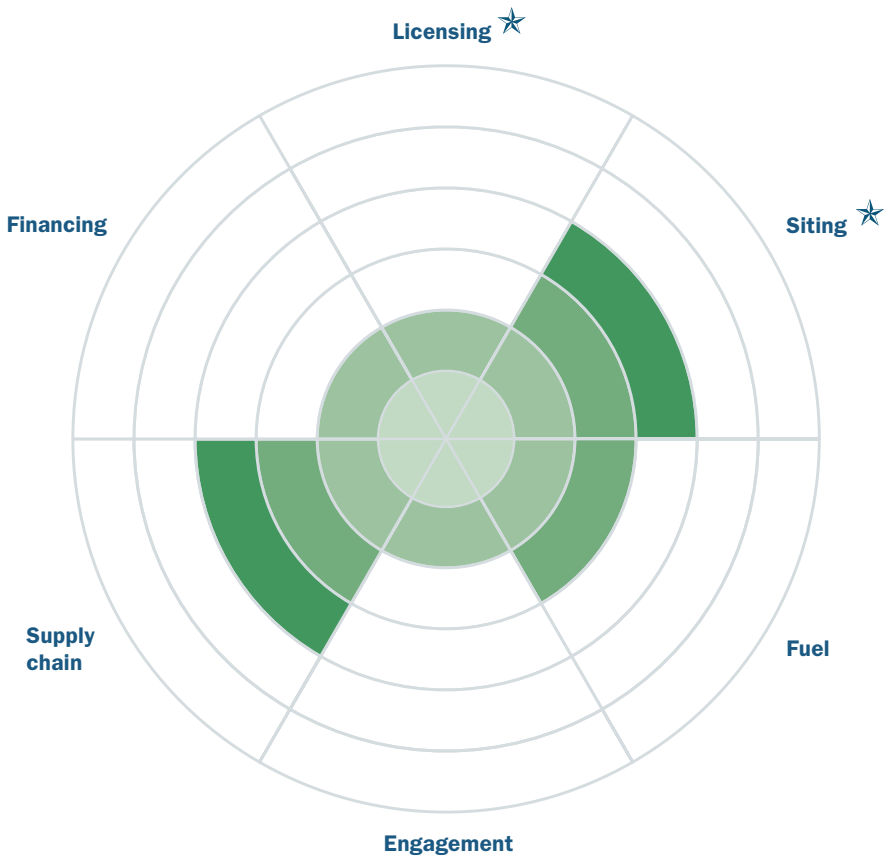 Licensing
Financing
Siting
Supply
chain
Fuel
Engagement